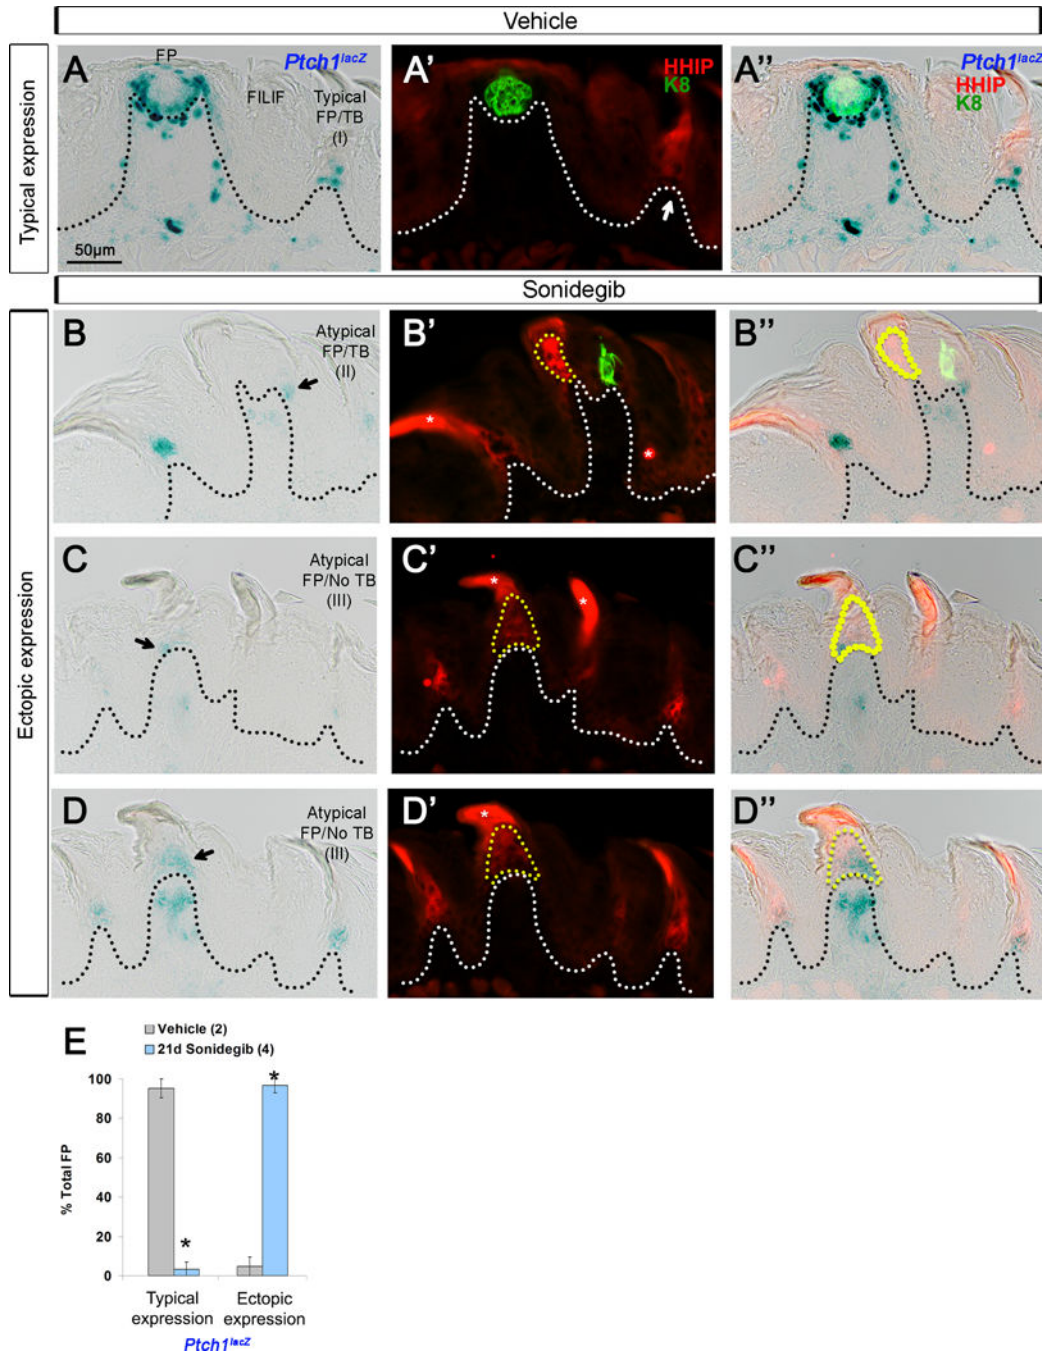 Vehicle
Typical expression
A
FP
Ptch1lacZ
FILIF
Typical
FP/TB
(I)
50µm
A'
HHIP
K8
A''
Ptch1lacZ
HHIP
K8
Sonidegib
Ectopic expression
B
Atypical
FP/TB
(II)
B'
*
*
B''
C
Atypical
FP/No TB
(III)
C'
*
*
C''
D
Atypical
FP/No TB
(III)
D'
*
D''
E
Vehicle (2)
21d Sonidegib (4)
% Total FP
100
80
60
40
20
0
*
*
Typical
expression
Ectopic
expression
Ptch1lacZ